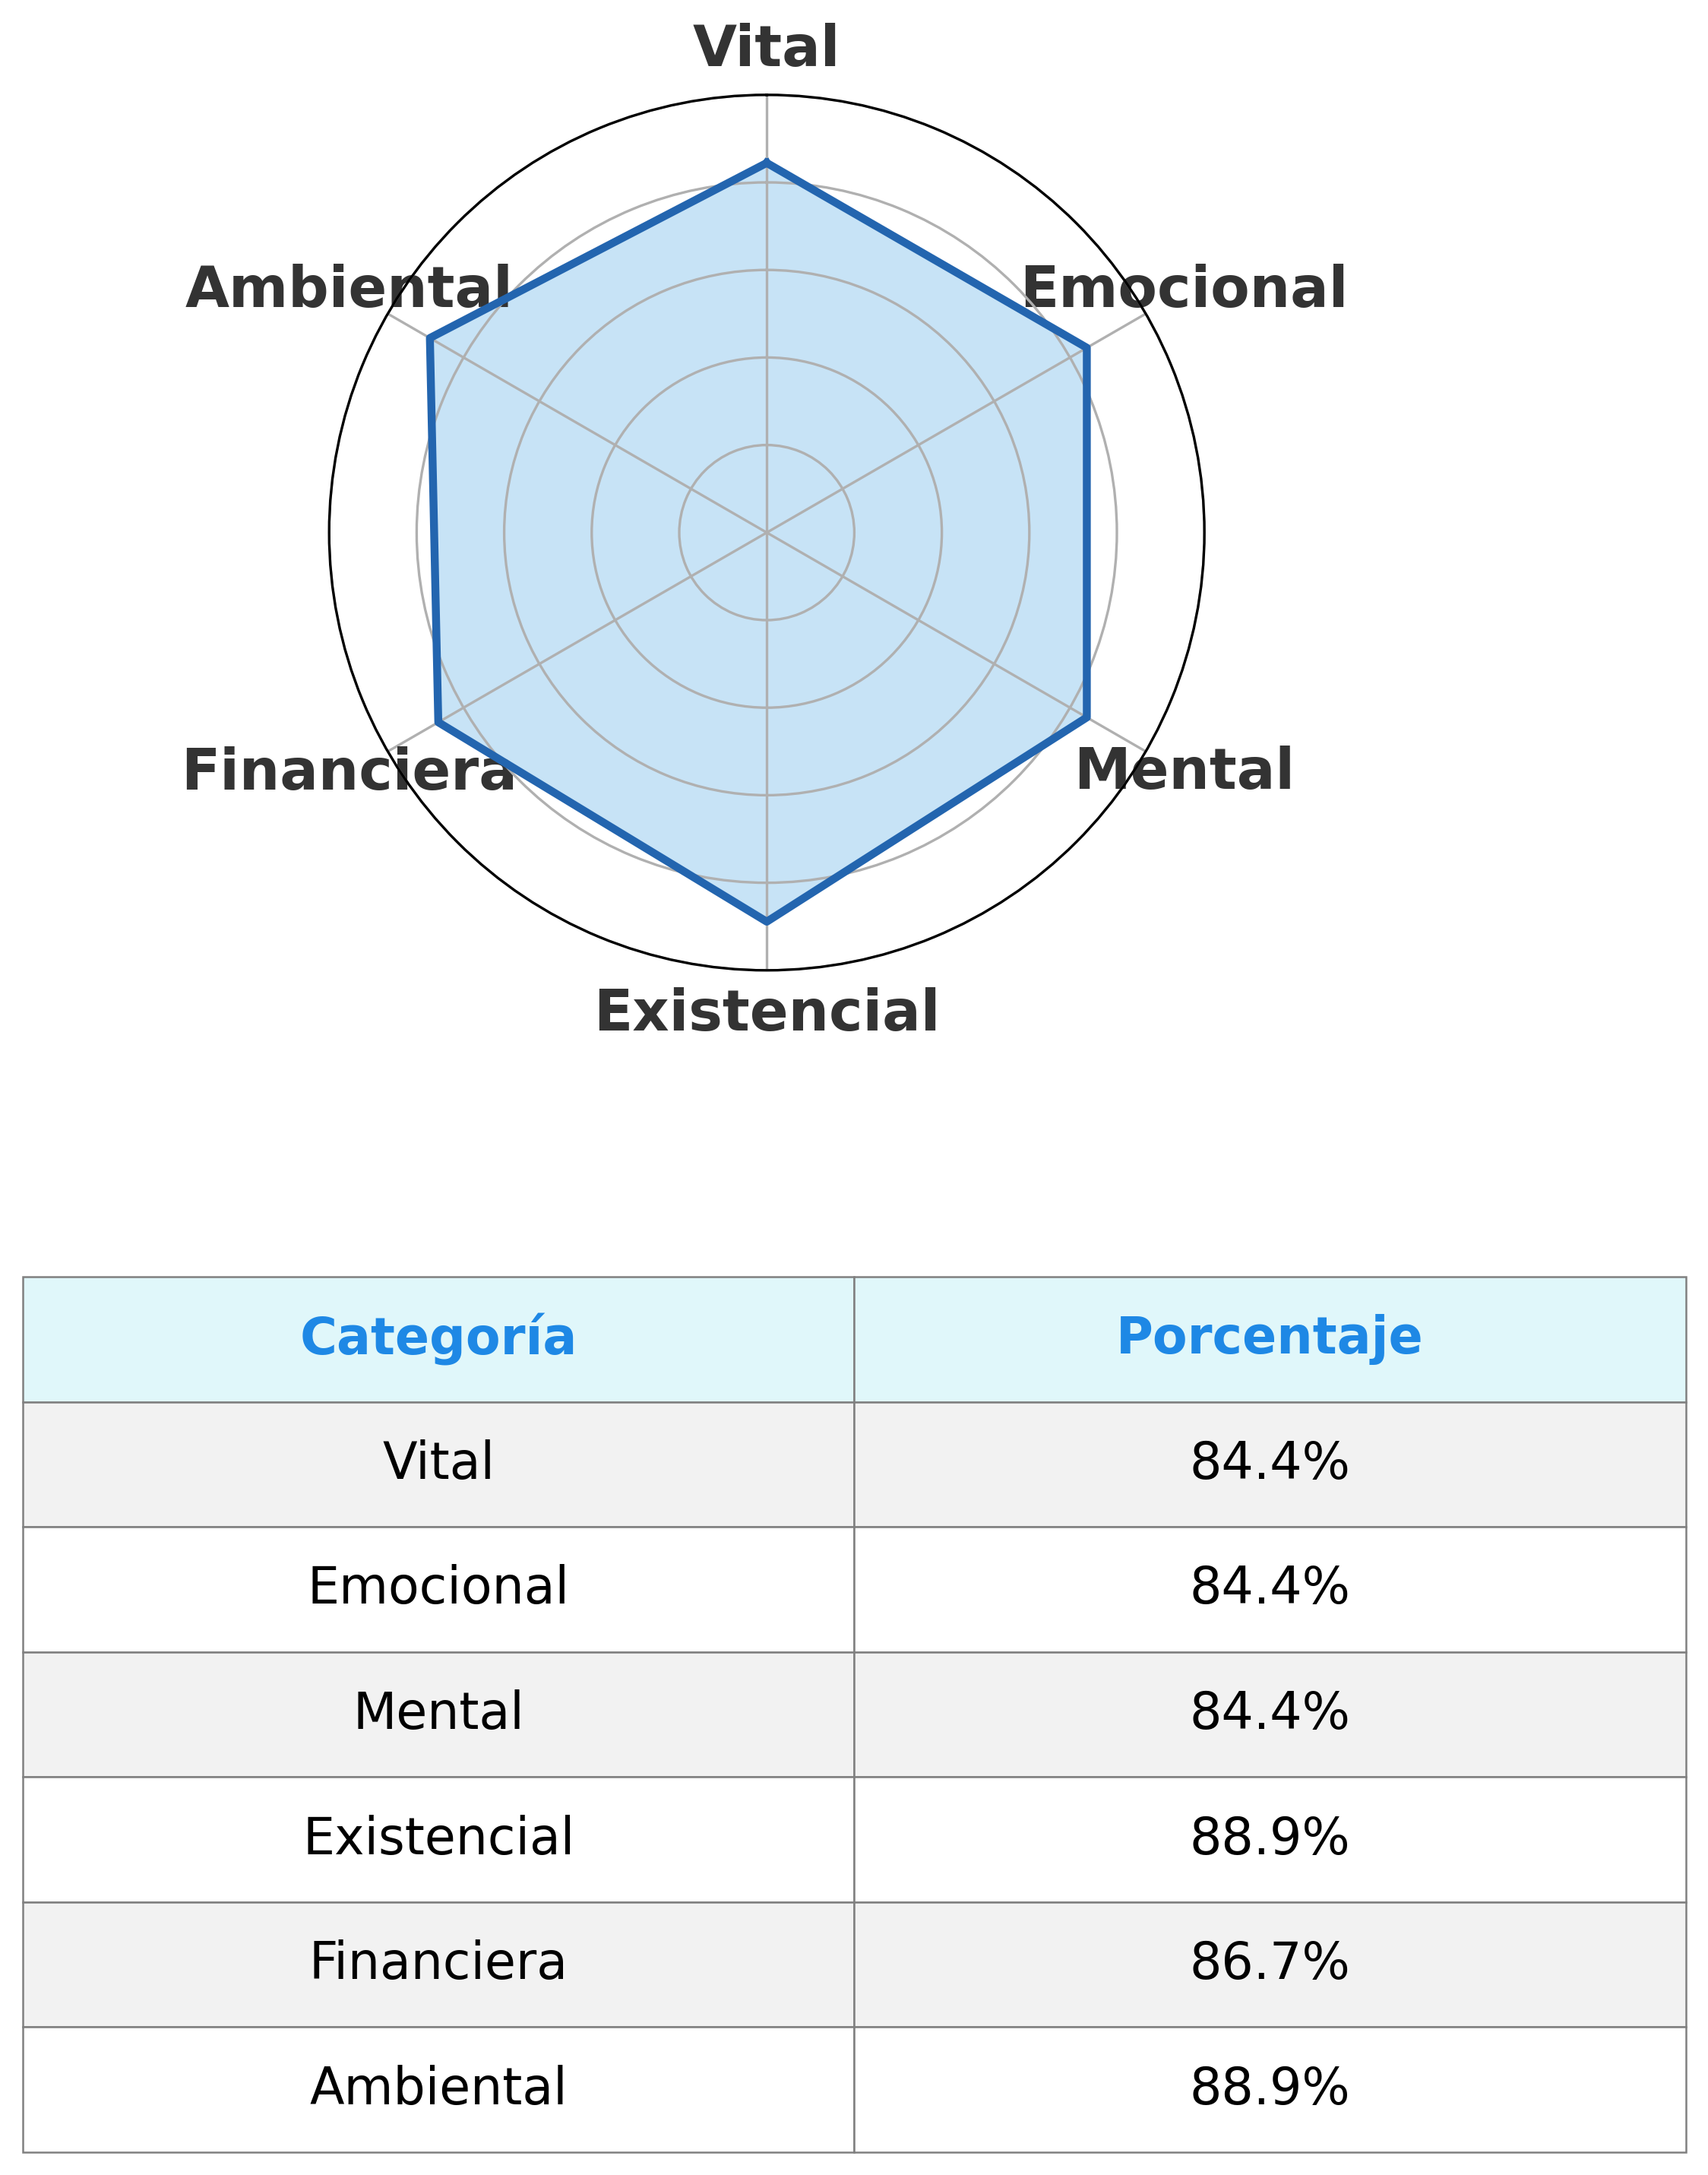 Vital
Ambiental
Emocional
Financiera
Mental
Existencial
Categoría Porcentaje
Vital 84.4%
Emocional 84.4%
Mental 84.4%
Existencial 88.9%
Financiera 86.7%
Ambiental 88.9%